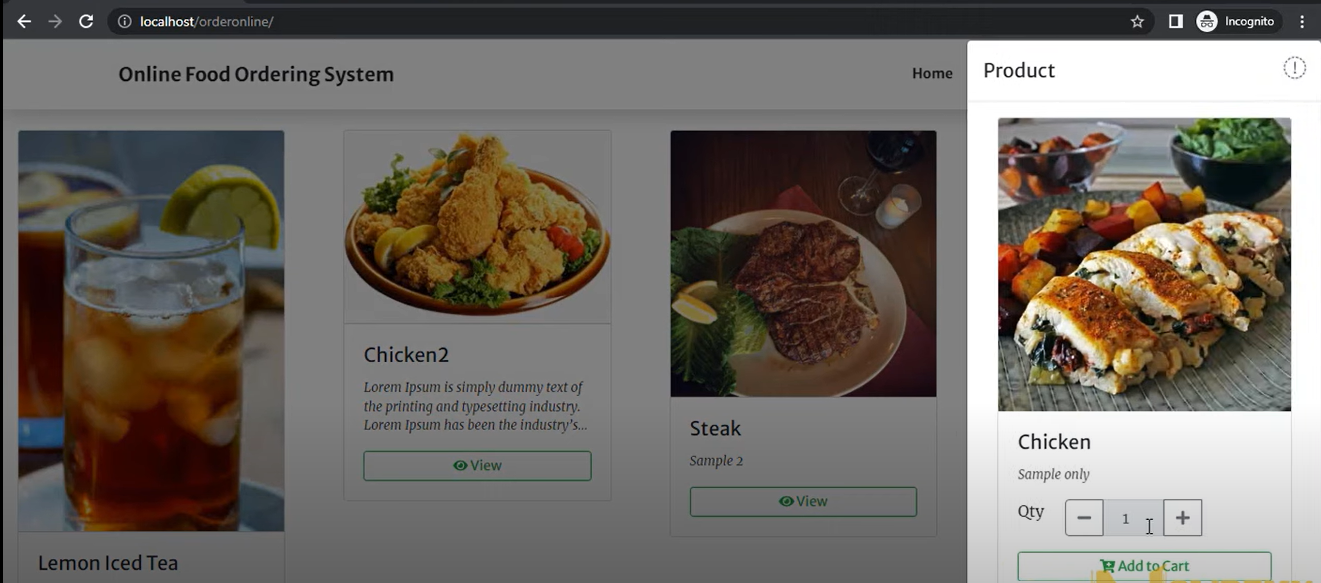 localhost/orderonline/
Incognito
Online Food Ordering System
Home
Product
Lemon Iced Tea
Chicken2
Lorem Ipsum is simply dummy text of
the printing and typesetting industry.
Lorem Ipsum has been the industry's...
View
Steak
Sample 2
View
Chicken
Sample only
Qty
1
Add to Cart